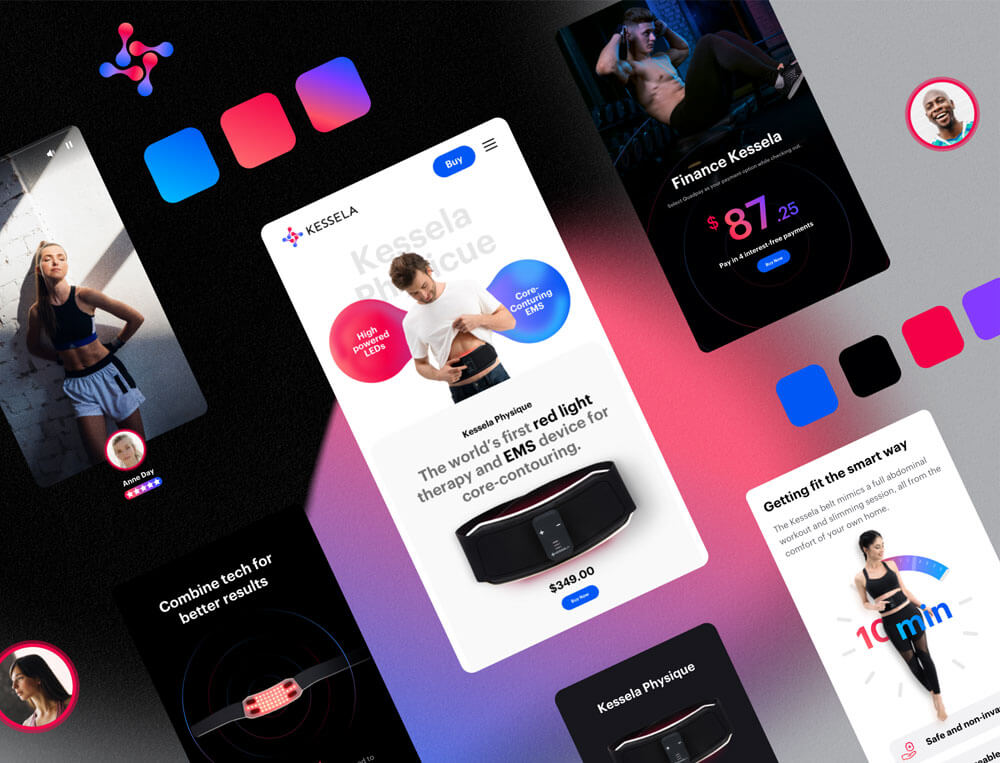 Buy
KESSELA
Kessela
High
powered
LEDs
Core-
Conturing
EMS
Kessela Physique
The world's first red light
therapy and EMS device for
core-contouring.
$349.00
Buy Now
Finance Kessela
Select Quadpay as your payment option while checking out.
$87.25
Pay in 4 interest-free payments
Buy Now
Anne Day
Combine tech for
better results
Kessela Physique
Getting fit the smart way
The Kessela belt mimics a full abdominal
workout and slimming session, all from the
comfort of your own home.
10 min
Safe and non-inva